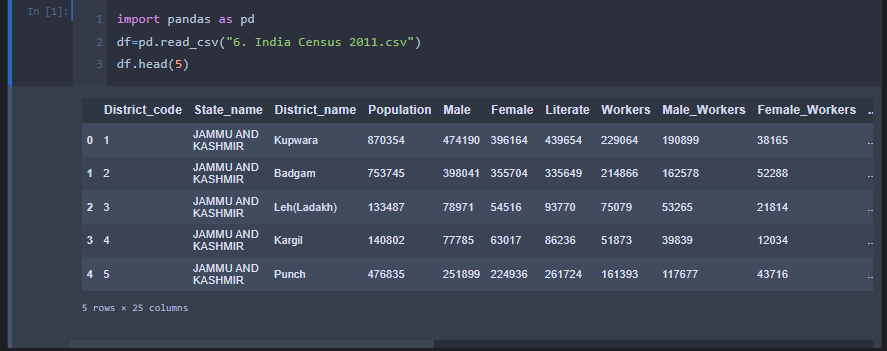 In [1]:
1 import pandas as pd
2 df=pd.read_csv("6. India Census 2011.csv")
3 df.head(5)
District_code State_name District_name Population Male Female Literate Workers Male_Workers Female_Workers ..
0 1 JAMMU AND KASHMIR Kupwara 870354 474190 396164 439654 229064 190899 38165 ..
1 2 JAMMU AND KASHMIR Badgam 753745 398041 355704 335649 214866 162578 52288 ..
2 3 JAMMU AND KASHMIR Leh(Ladakh) 133487 78971 54516 93770 75079 53265 21814 ..
3 4 JAMMU AND KASHMIR Kargil 140802 77785 63017 86236 51873 39839 12034 ..
4 5 JAMMU AND KASHMIR Punch 476835 251899 224936 261724 161393 117677 43716 ..
5 rows × 25 columns